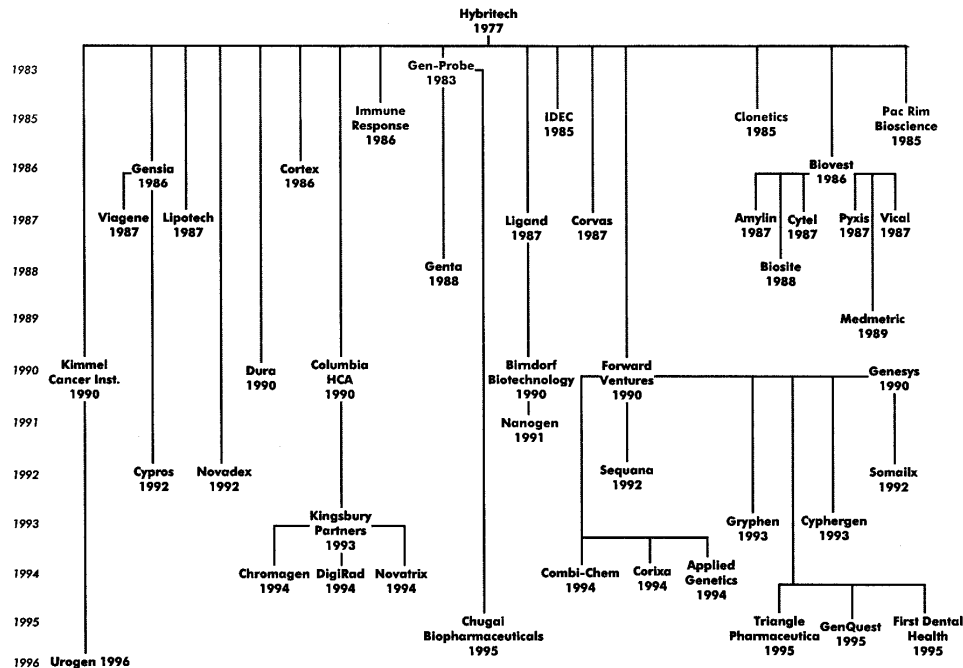 Hybritech
1977
1983
Gen-Probe
1983
1985
Immune
Response
1986
IDEC
1985
Clonetics
1985
Pac Rim
Bioscience
1985
1986
Gensia
1986
Cortex
1986
Biovest
1986
1987
Viagene
1987
Lipotech
1987
Ligand
1987
Corvas
1987
Amylin
1987
Cytel
1987
Pyxis
1987
Vical
1987
1988
Genta
1988
Biosite
1988
1989
Medmetric
1989
1990
Kimmel
Cancer Inst.
1990
Dura
1990
Columbia
HCA
1990
Birndorf
Biotechnology
1990
Forward
Ventures
1990
Genesys
1990
1991
Nanogen
1991
1992
Cypros
1992
Novadex
1992
Sequana
1992
Somailx
1992
1993
Kingsbury
Partners
1993
Gryphen
1993
Cyphergen
1993
1994
Chromagen
1994
DigiRad
1994
Novatrix
1994
Combi-Chem
1994
Corixa
1994
Applied
Genetics
1994
1995
Chugai
Biopharmaceuticals
1995
Triangle
Pharmaceutica
1995
GenQuest
1995
First Dental
Health
1995
1996
Urogen 1996